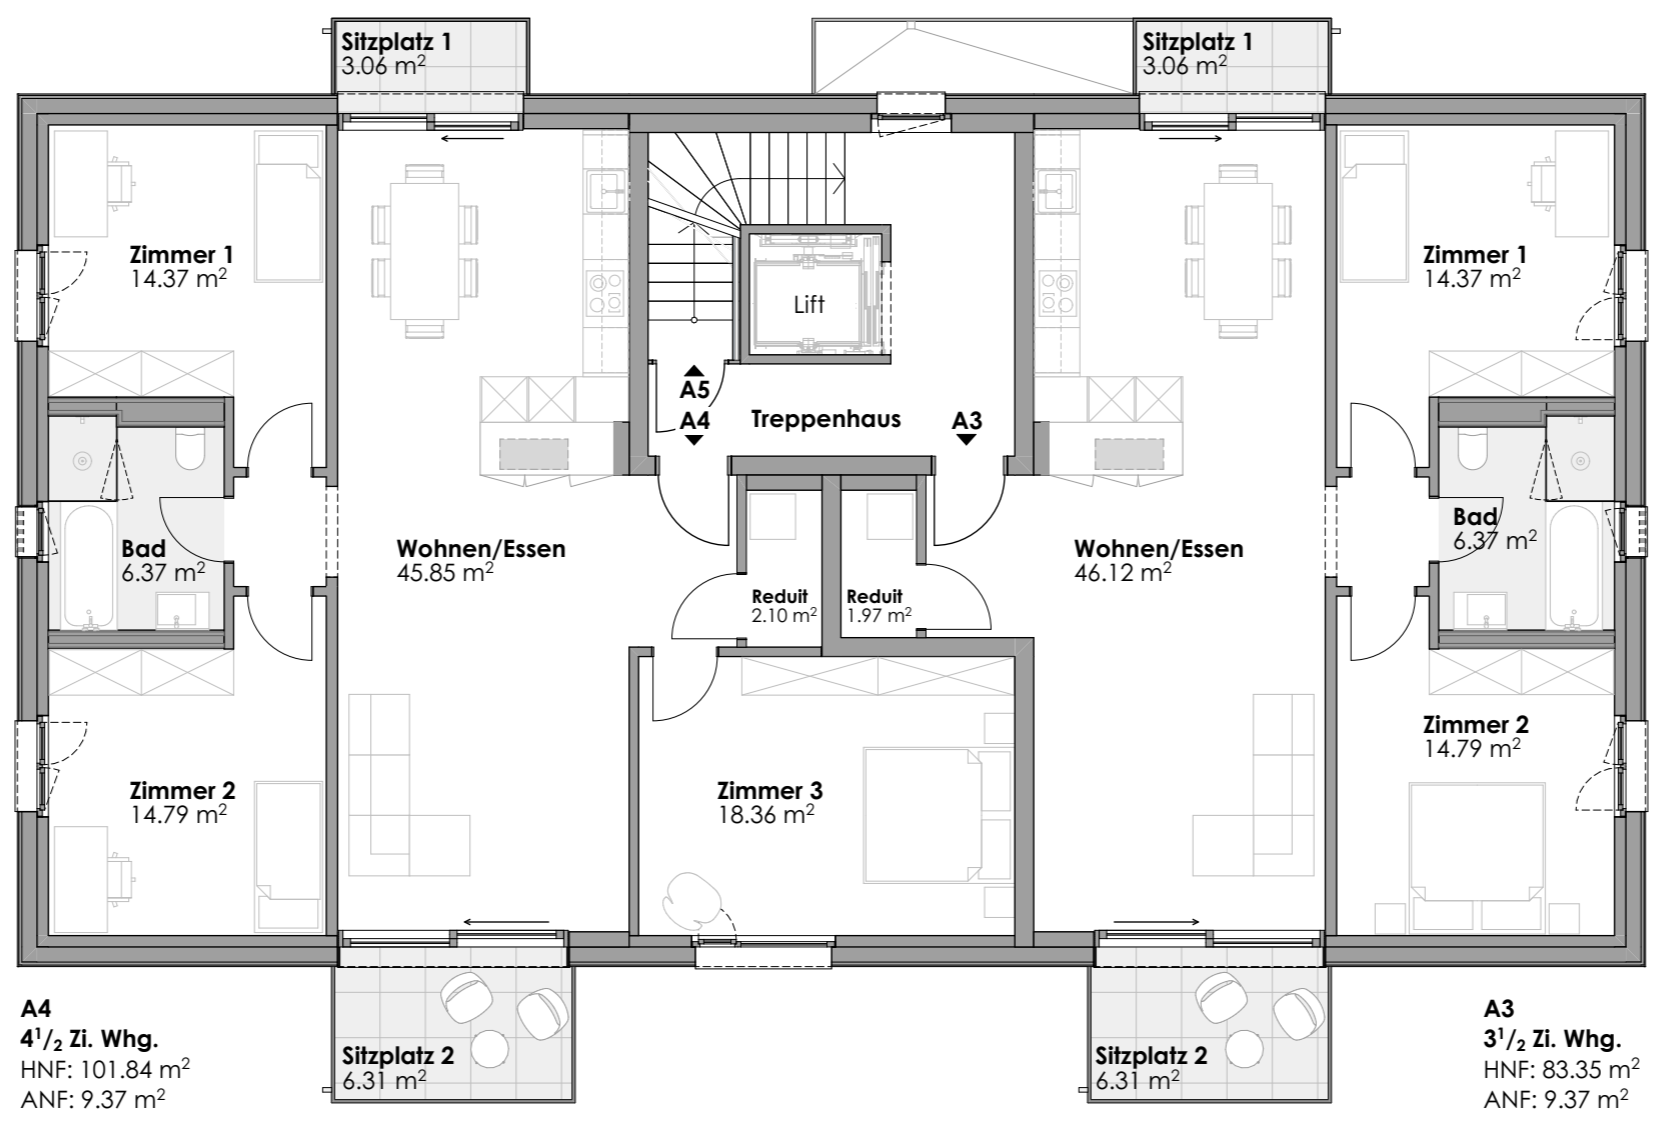 Sitzplatz 1
3.06 m²
Sitzplatz 1
3.06 m²
Zimmer 1
14.37 m²
Lift
Zimmer 1
14.37 m²
A5
A4
Treppenhaus
A3
Bad
6.37 m²
Wohnen/Essen
45.85 m²
Reduit
2.10 m²
Reduit
1.97 m²
Wohnen/Essen
46.12 m²
Bad
6.37 m²
Zimmer 2
14.79 m²
Zimmer 3
18.36 m²
Zimmer 2
14.79 m²
Sitzplatz 2
6.31 m²
Sitzplatz 2
6.31 m²
A4
4¹/₂ Zi. Whg.
HNF: 101.84 m²
ANF: 9.37 m²
A3
3¹/₂ Zi. Whg.
HNF: 83.35 m²
ANF: 9.37 m²